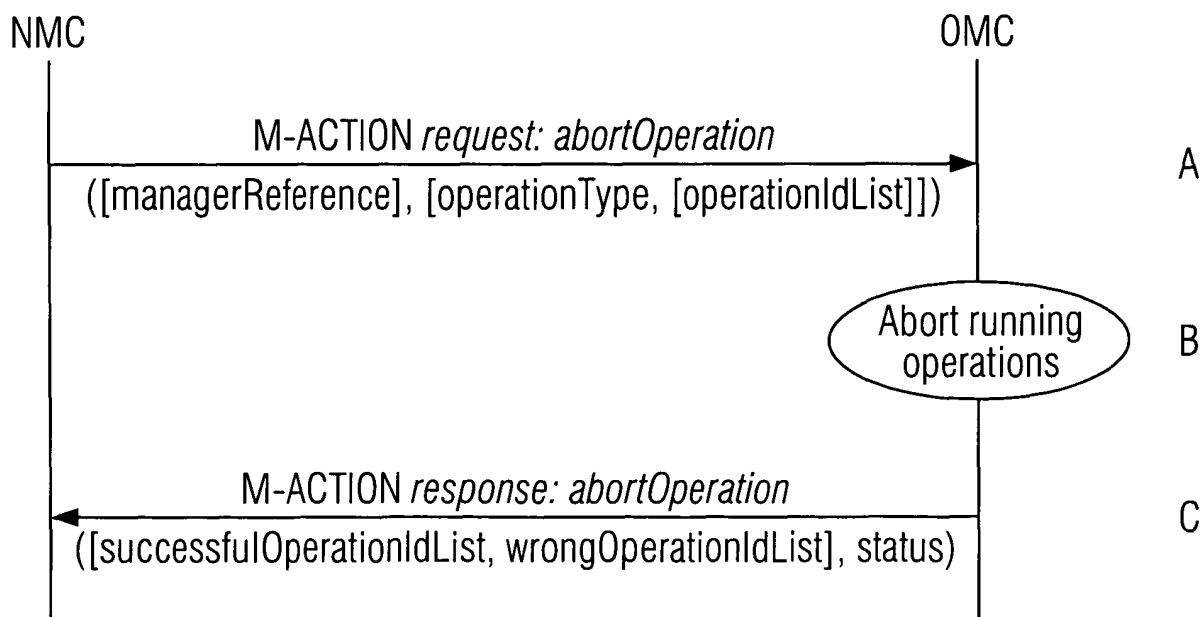 NMC
OMC
M-ACTION request: abortOperation
A
([managerReference], [operationType, [operationIdList]])
Abort running
operations
B
M-ACTION response: abortOperation
C
([successfulOperationIdList, wrongOperationIdList], status)